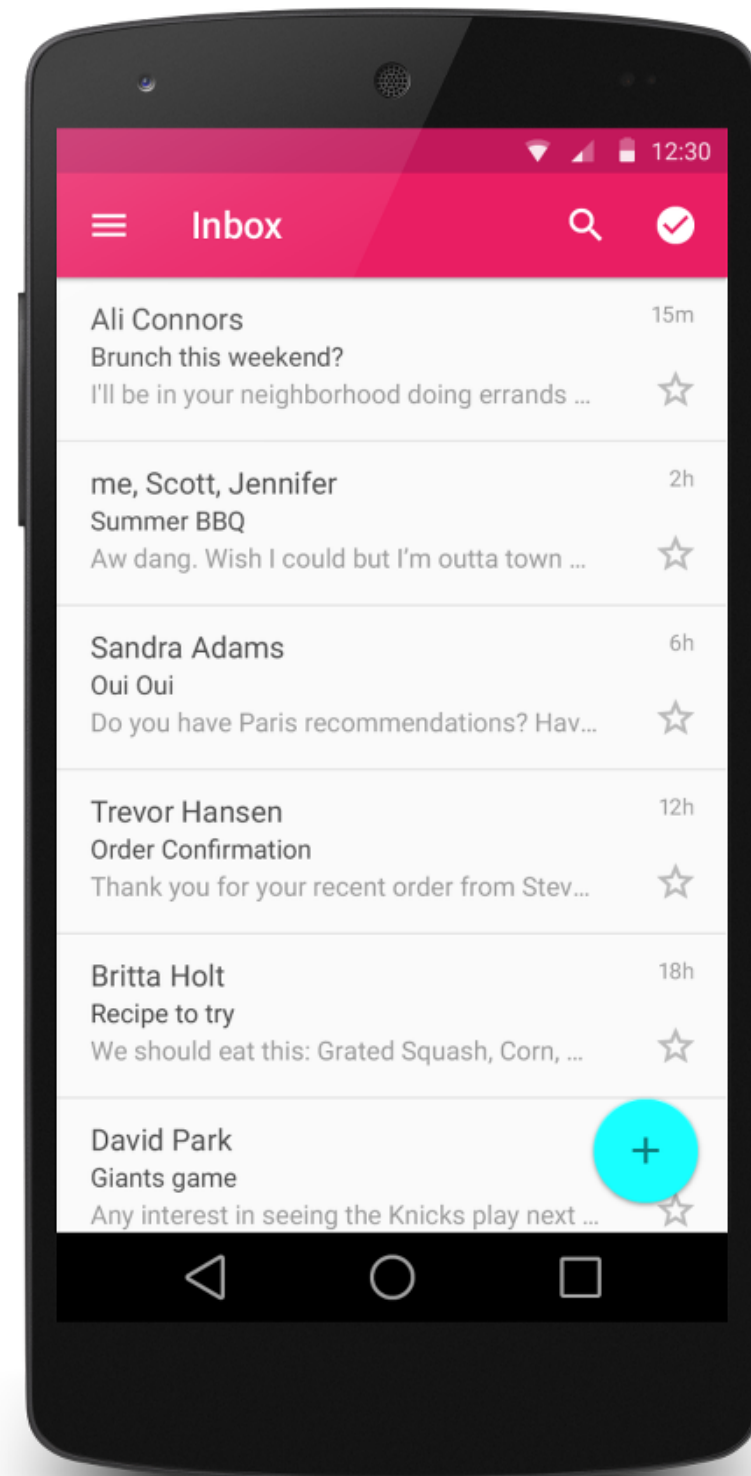 12:30
Inbox
Ali Connors 15m
Brunch this weekend?
I'll be in your neighborhood doing errands ...
me, Scott, Jennifer 2h
Summer BBQ
Aw dang. Wish I could but I’m outta town ...
Sandra Adams 6h
Oui Oui
Do you have Paris recommendations? Hav...
Trevor Hansen 12h
Order Confirmation
Thank you for your recent order from Stev...
Britta Holt 18h
Recipe to try
We should eat this: Grated Squash, Corn, ...
David Park
Giants game
Any interest in seeing the Knicks play next ...